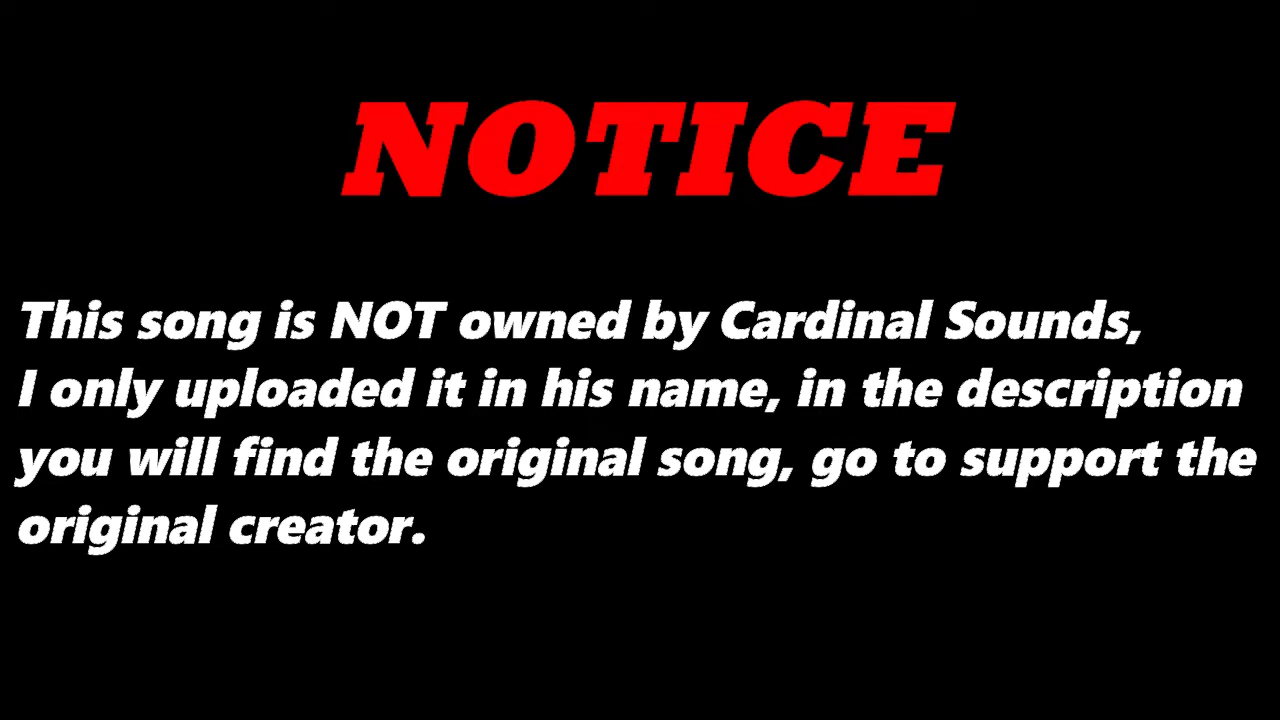 NOTICE
This song is NOT owned by Cardinal Sounds,
I only uploaded it in his name, in the description
you will find the original song, go to support the
original creator.